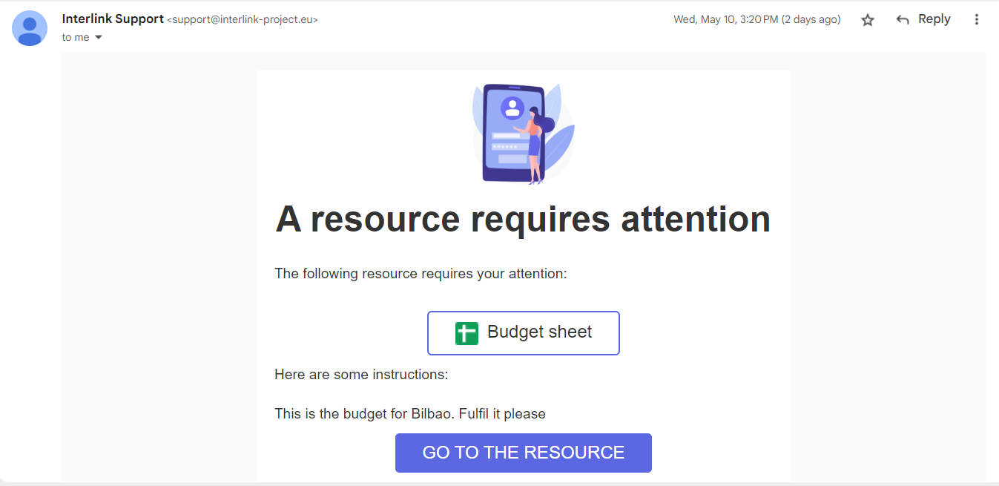 Interlink Support <support@interlink-project.eu>
Wed, May 10, 3:20 PM (2 days ago)
Reply
to me
A resource requires attention
The following resource requires your attention:
Budget sheet
Here are some instructions:
This is the budget for Bilbao. Fulfil it please
GO TO THE RESOURCE